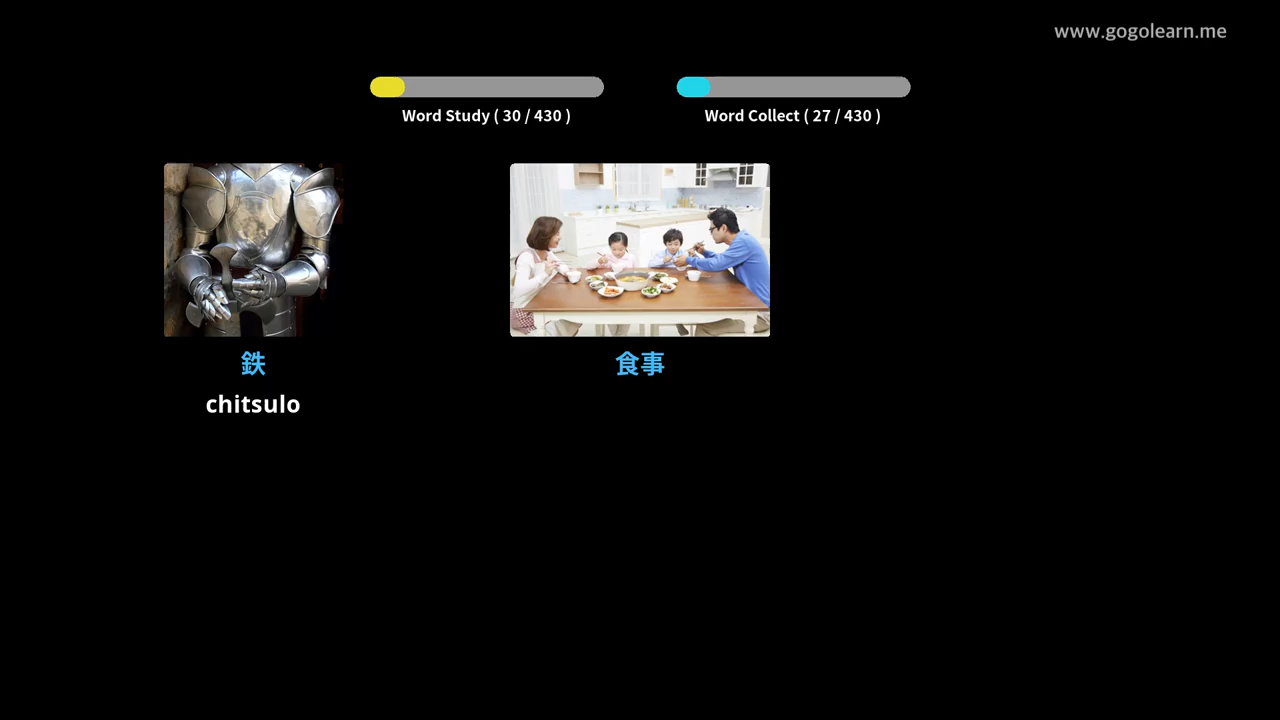 www.gogolearn.me
Word Study ( 30 / 430 )
Word Collect ( 27 / 430 )
鉄
chitsulo
食事